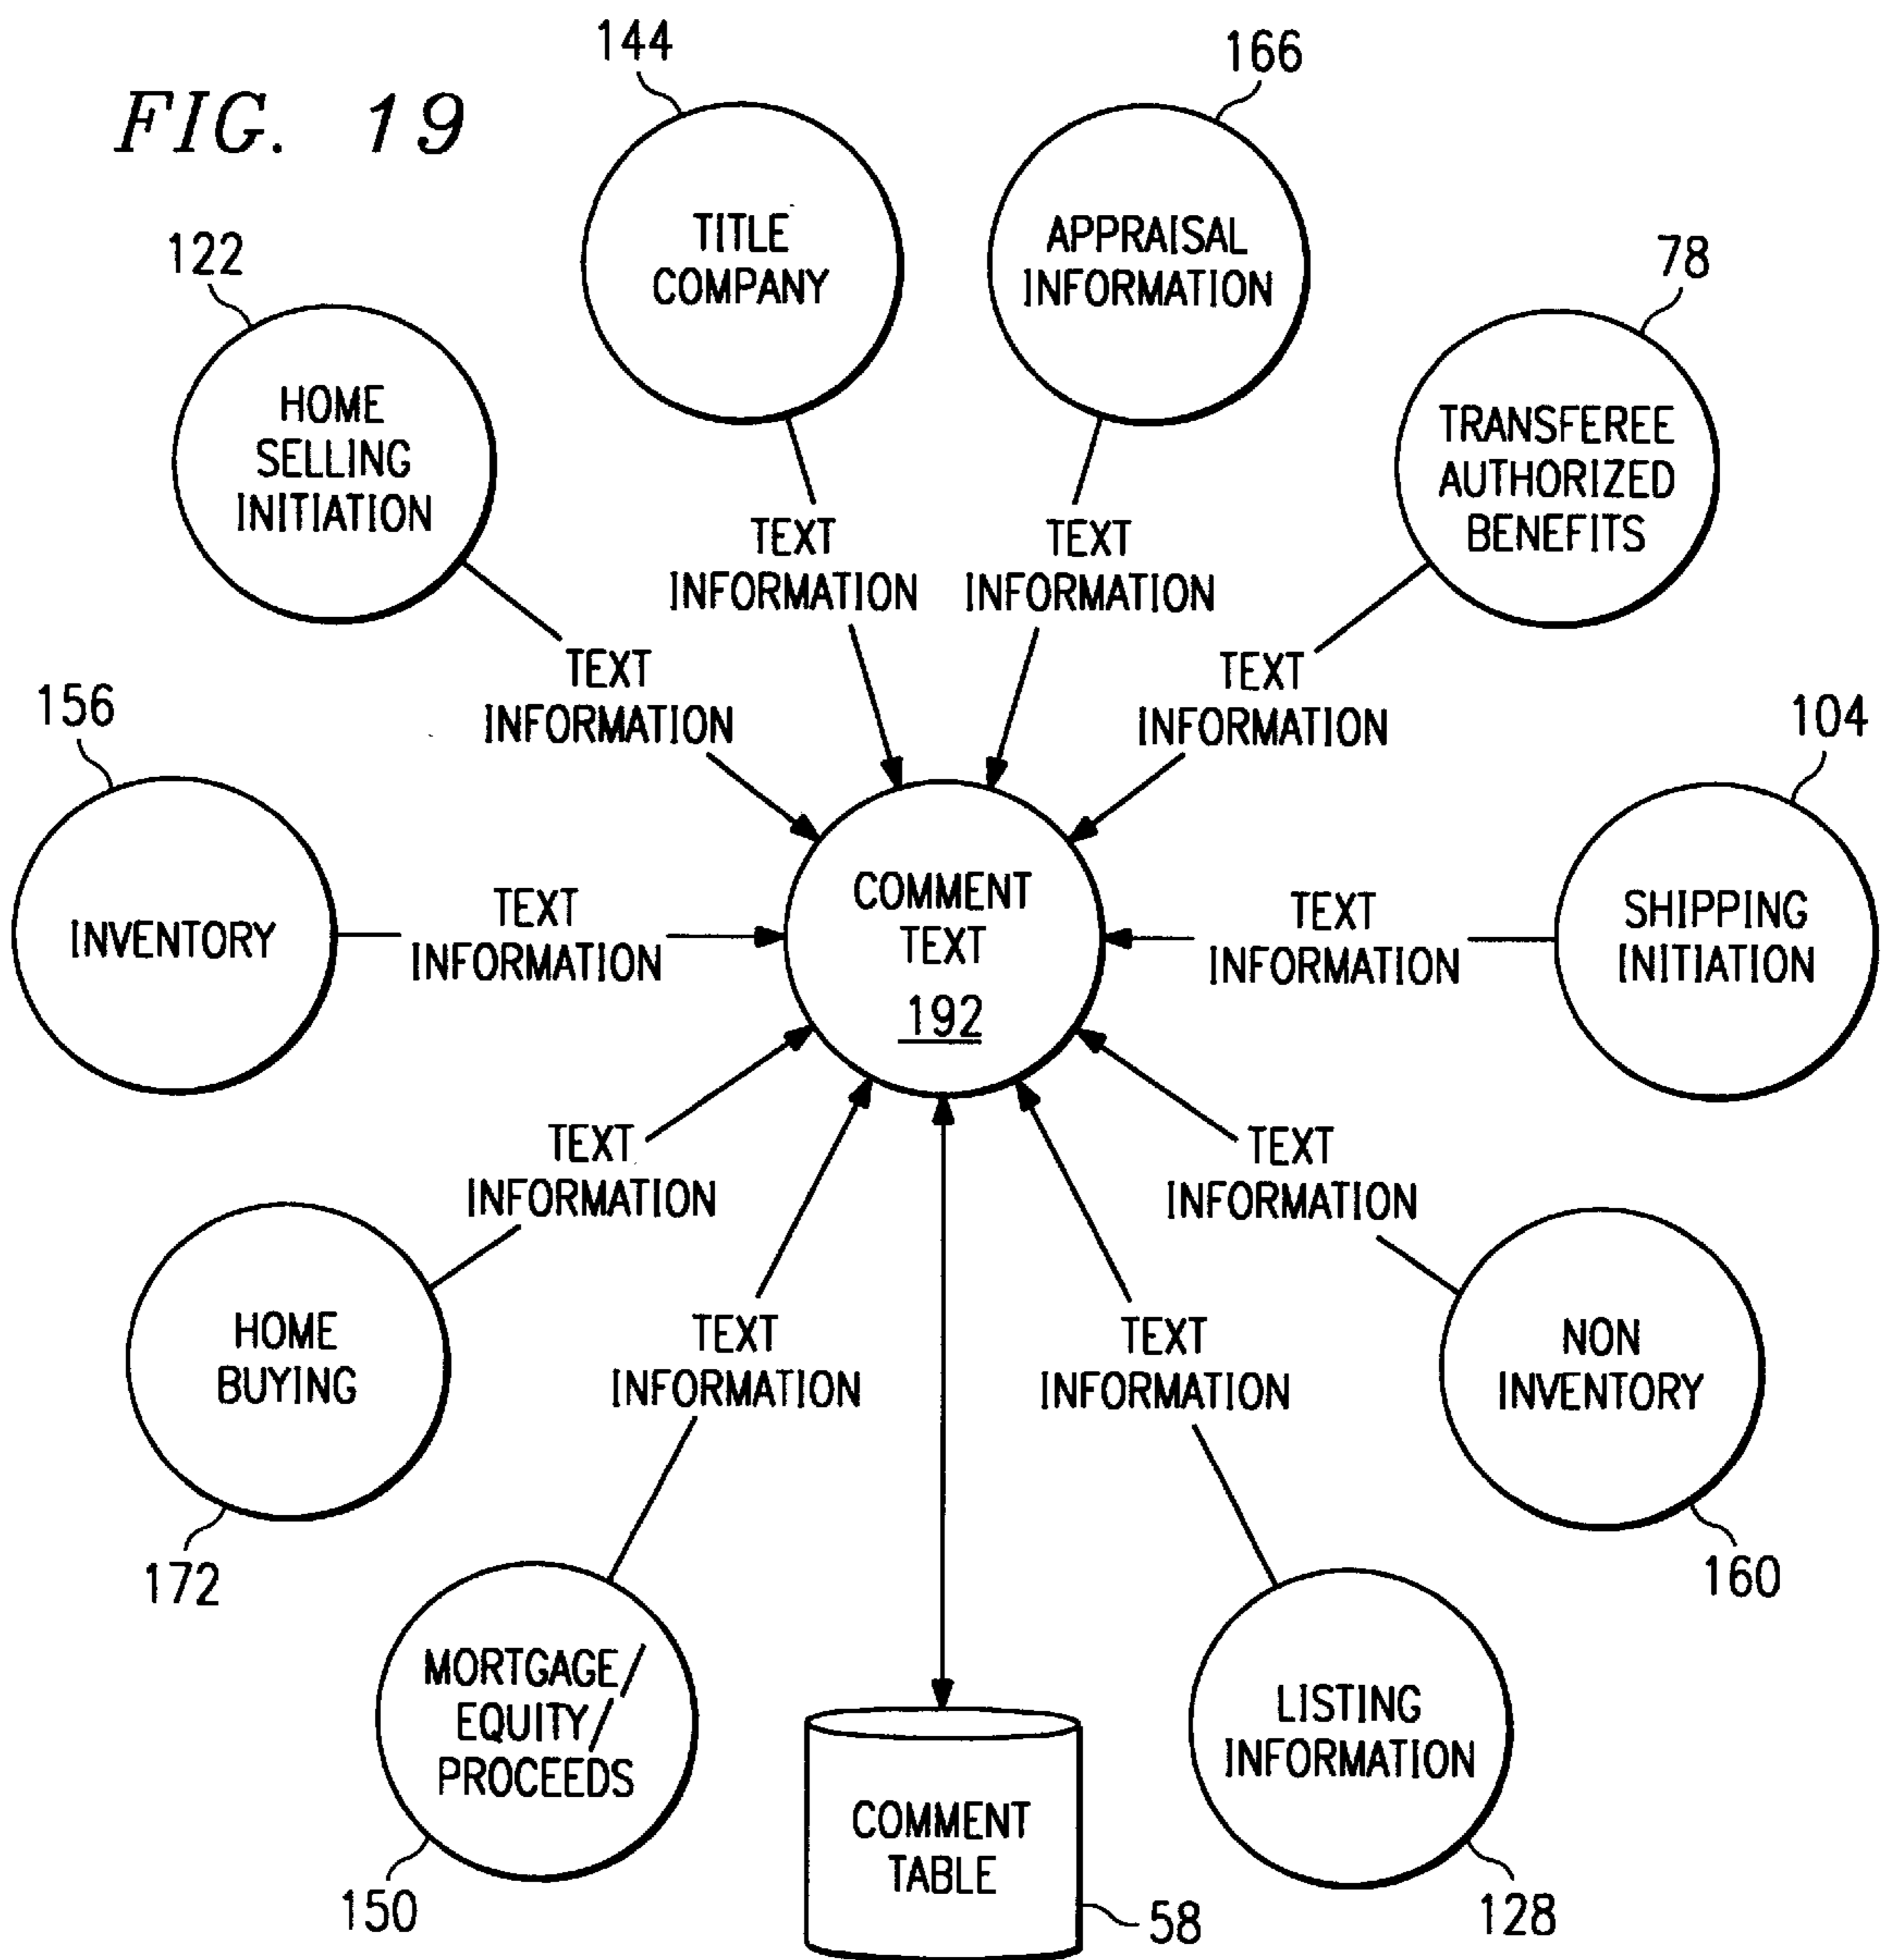 FIG. 19
144
166
TITLE
COMPANY
APPRAISAL
INFORMATION
122
78
HOME
SELLING
INITIATION
TRANSFEREE
AUTHORIZED
BENEFITS
TEXT
INFORMATION
TEXT
INFORMATION
TEXT
INFORMATION
TEXT
INFORMATION
156
104
INVENTORY
TEXT
INFORMATION
COMMENT
TEXT
192
TEXT
INFORMATION
SHIPPING
INITIATION
TEXT
INFORMATION
TEXT
INFORMATION
HOME
BUYING
TEXT
INFORMATION
TEXT
INFORMATION
NON
INVENTORY
172
160
MORTGAGE/
EQUITY/
PROCEEDS
LISTING
INFORMATION
COMMENT
TABLE
150
58
128